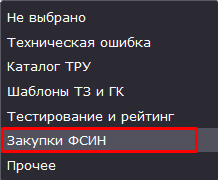 Не выбрано
Техническая ошибка
Каталог ТРУ
Шаблоны ТЗ и ГК
Тестирование и рейтинг
Закупки ФСИН
Прочее